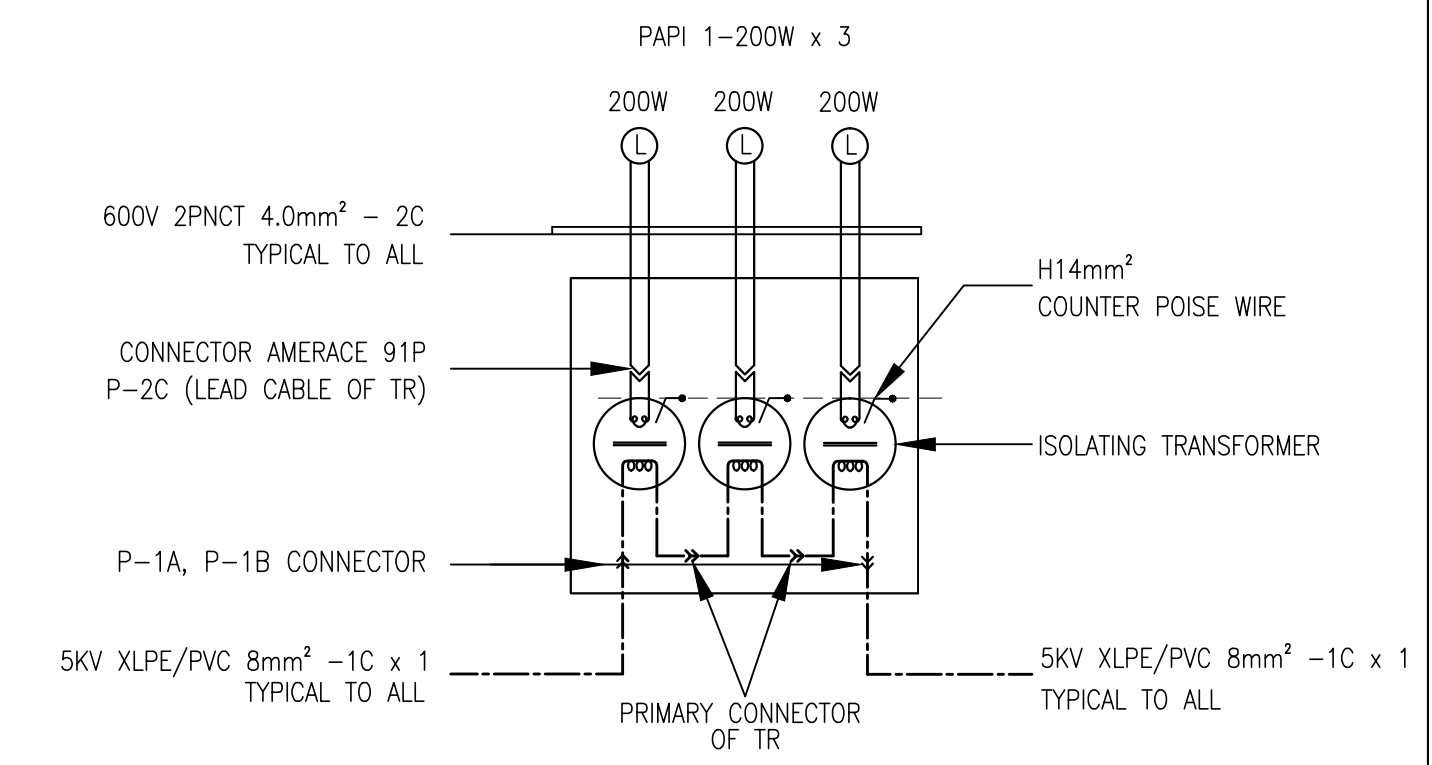 PAPI 1-200W x 3
200W 200W 200W
L L L
600V 2PNCT 4.0mm² - 2C
TYPICAL TO ALL
H14mm²
COUNTER POISE WIRE
CONNECTOR AMERACE 91P
P-2C (LEAD CABLE OF TR)
ISOLATING TRANSFORMER
P-1A, P-1B CONNECTOR
5KV XLPE/PVC 8mm² -1C x 1
TYPICAL TO ALL
PRIMARY CONNECTOR
OF TR
5KV XLPE/PVC 8mm² -1C x 1
TYPICAL TO ALL